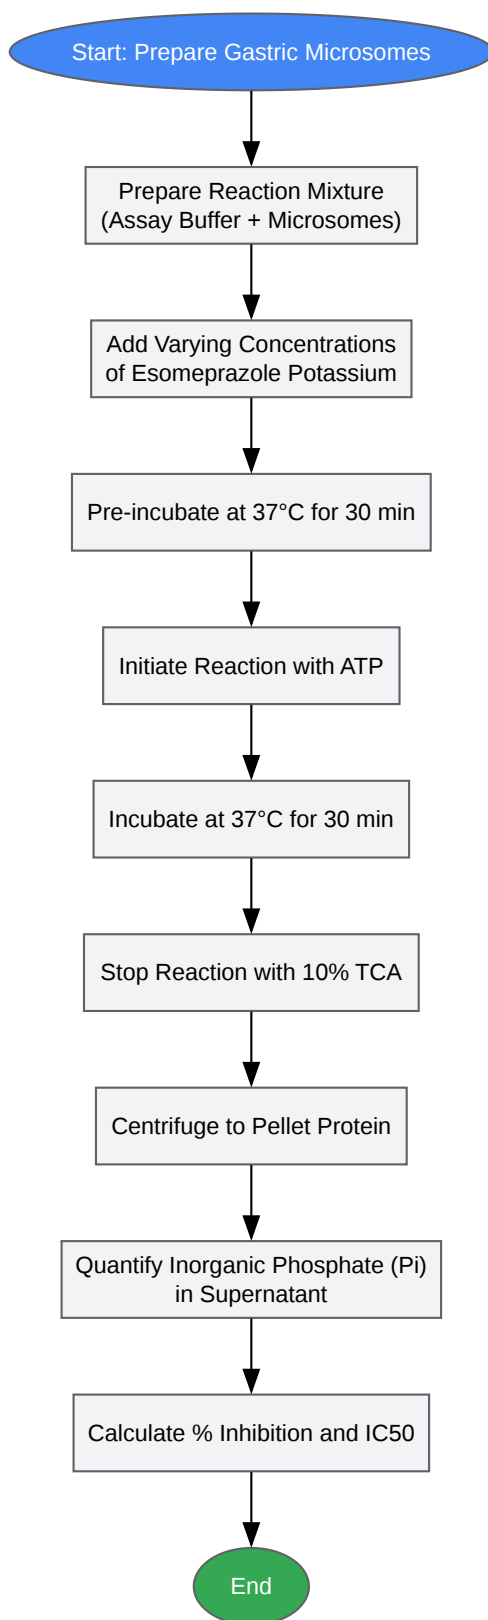 Start: Prepare Gastric Microsomes
Prepare Reaction Mixture
(Assay Buffer + Microsomes)
Add Varying Concentrations
of Esomeprazole Potassium
Pre-incubate at 37°C for 30 min
Initiate Reaction with ATP
Incubate at 37°C for 30 min
Stop Reaction with 10% TCA
Centrifuge to Pellet Protein
Quantify Inorganic Phosphate (Pi)
in Supernatant
Calculate % Inhibition and IC50
End